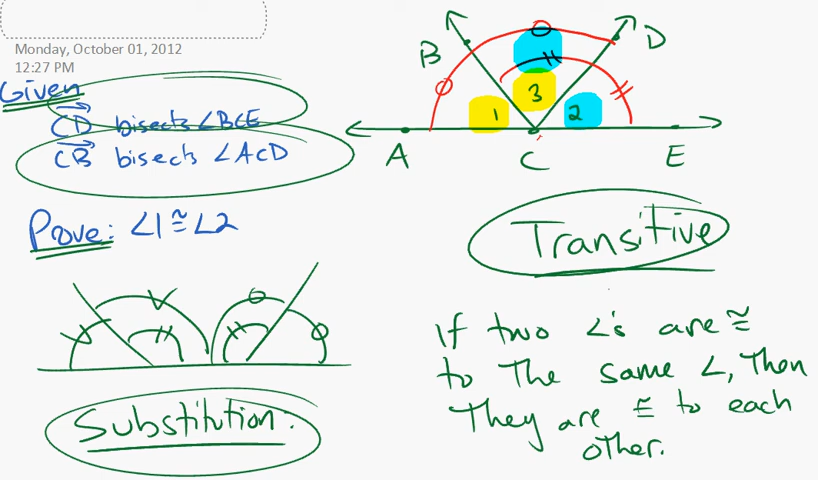 Monday, October 01, 2012
12:27 PM
Given
CD bisects ∠BCE
CB bisects ∠ACD
Prove: ∠1≅∠2
B
D
1
3
2
A
C
E
Transitive
If two ∠'s are ≅
to the same ∠, then
they are ≅ to each
other.
Substitution.